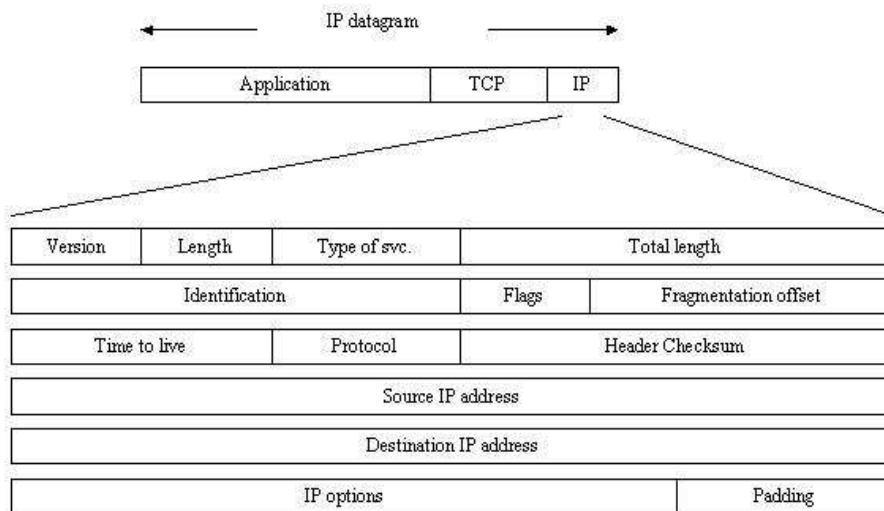 IP datagram
Application TCP IP
Version Length Type of svc. Total length
Identification Flags Fragmentation offset
Time to live Protocol Header Checksum
Source IP address
Destination IP address
IP options Padding